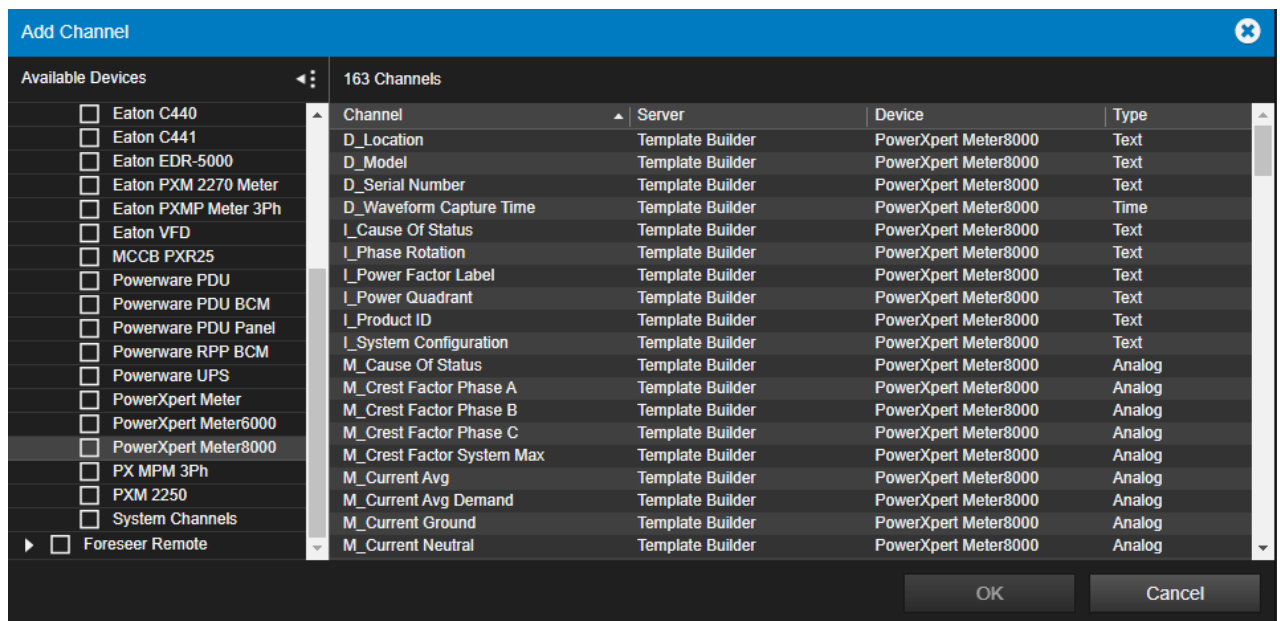 Add Channel
Available Devices
Eaton C440
Eaton C441
Eaton EDR-5000
Eaton PXM 2270 Meter
Eaton PXMP Meter 3Ph
Eaton VFD
MCCB PXR25
Powerware PDU
Powerware PDU BCM
Powerware PDU Panel
Powerware RPP BCM
Powerware UPS
PowerXpert Meter
PowerXpert Meter6000
PowerXpert Meter8000
PX MPM 3Ph
PXM 2250
System Channels
Foreseer Remote
163 Channels
Channel Server Device Type
D_Location Template Builder PowerXpert Meter8000 Text
D_Model Template Builder PowerXpert Meter8000 Text
D_Serial Number Template Builder PowerXpert Meter8000 Text
D_Waveform Capture Time Template Builder PowerXpert Meter8000 Time
I_Cause Of Status Template Builder PowerXpert Meter8000 Text
I_Phase Rotation Template Builder PowerXpert Meter8000 Text
I_Power Factor Label Template Builder PowerXpert Meter8000 Text
I_Power Quadrant Template Builder PowerXpert Meter8000 Text
I_Product ID Template Builder PowerXpert Meter8000 Text
I_System Configuration Template Builder PowerXpert Meter8000 Text
M_Cause Of Status Template Builder PowerXpert Meter8000 Analog
M_Crest Factor Phase A Template Builder PowerXpert Meter8000 Analog
M_Crest Factor Phase B Template Builder PowerXpert Meter8000 Analog
M_Crest Factor Phase C Template Builder PowerXpert Meter8000 Analog
M_Crest Factor System Max Template Builder PowerXpert Meter8000 Analog
M_Current Avg Template Builder PowerXpert Meter8000 Analog
M_Current Avg Demand Template Builder PowerXpert Meter8000 Analog
M_Current Ground Template Builder PowerXpert Meter8000 Analog
M_Current Neutral Template Builder PowerXpert Meter8000 Analog
OK Cancel